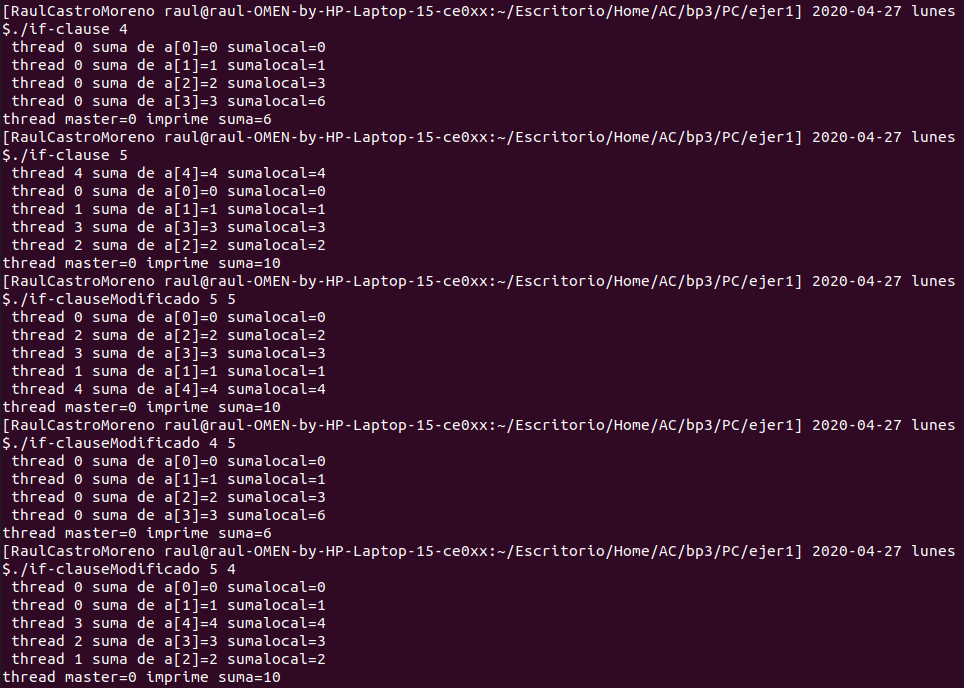 [RaulCastroMoreno raul@raul-OMEN-by-HP-Laptop-15-ce0xx:~/Escritorio/Home/AC/bp3/PC/ejer1] 2020-04-27 lunes
$./if-clause 4
 thread 0 suma de a[0]=0 sumalocal=0
 thread 0 suma de a[1]=1 sumalocal=1
 thread 0 suma de a[2]=2 sumalocal=3
 thread 0 suma de a[3]=3 sumalocal=6
thread master=0 imprime suma=6
[RaulCastroMoreno raul@raul-OMEN-by-HP-Laptop-15-ce0xx:~/Escritorio/Home/AC/bp3/PC/ejer1] 2020-04-27 lunes
$./if-clause 5
 thread 4 suma de a[4]=4 sumalocal=4
 thread 0 suma de a[0]=0 sumalocal=0
 thread 1 suma de a[1]=1 sumalocal=1
 thread 3 suma de a[3]=3 sumalocal=3
 thread 2 suma de a[2]=2 sumalocal=2
thread master=0 imprime suma=10
[RaulCastroMoreno raul@raul-OMEN-by-HP-Laptop-15-ce0xx:~/Escritorio/Home/AC/bp3/PC/ejer1] 2020-04-27 lunes
$./if-clauseModificado 5 5
 thread 0 suma de a[0]=0 sumalocal=0
 thread 2 suma de a[2]=2 sumalocal=2
 thread 3 suma de a[3]=3 sumalocal=3
 thread 1 suma de a[1]=1 sumalocal=1
 thread 4 suma de a[4]=4 sumalocal=4
thread master=0 imprime suma=10
[RaulCastroMoreno raul@raul-OMEN-by-HP-Laptop-15-ce0xx:~/Escritorio/Home/AC/bp3/PC/ejer1] 2020-04-27 lunes
$./if-clauseModificado 4 5
 thread 0 suma de a[0]=0 sumalocal=0
 thread 0 suma de a[1]=1 sumalocal=1
 thread 0 suma de a[2]=2 sumalocal=3
 thread 0 suma de a[3]=3 sumalocal=6
thread master=0 imprime suma=6
[RaulCastroMoreno raul@raul-OMEN-by-HP-Laptop-15-ce0xx:~/Escritorio/Home/AC/bp3/PC/ejer1] 2020-04-27 lunes
$./if-clauseModificado 5 4
 thread 0 suma de a[0]=0 sumalocal=0
 thread 0 suma de a[1]=1 sumalocal=1
 thread 3 suma de a[4]=4 sumalocal=4
 thread 2 suma de a[3]=3 sumalocal=3
 thread 1 suma de a[2]=2 sumalocal=2
thread master=0 imprime suma=10